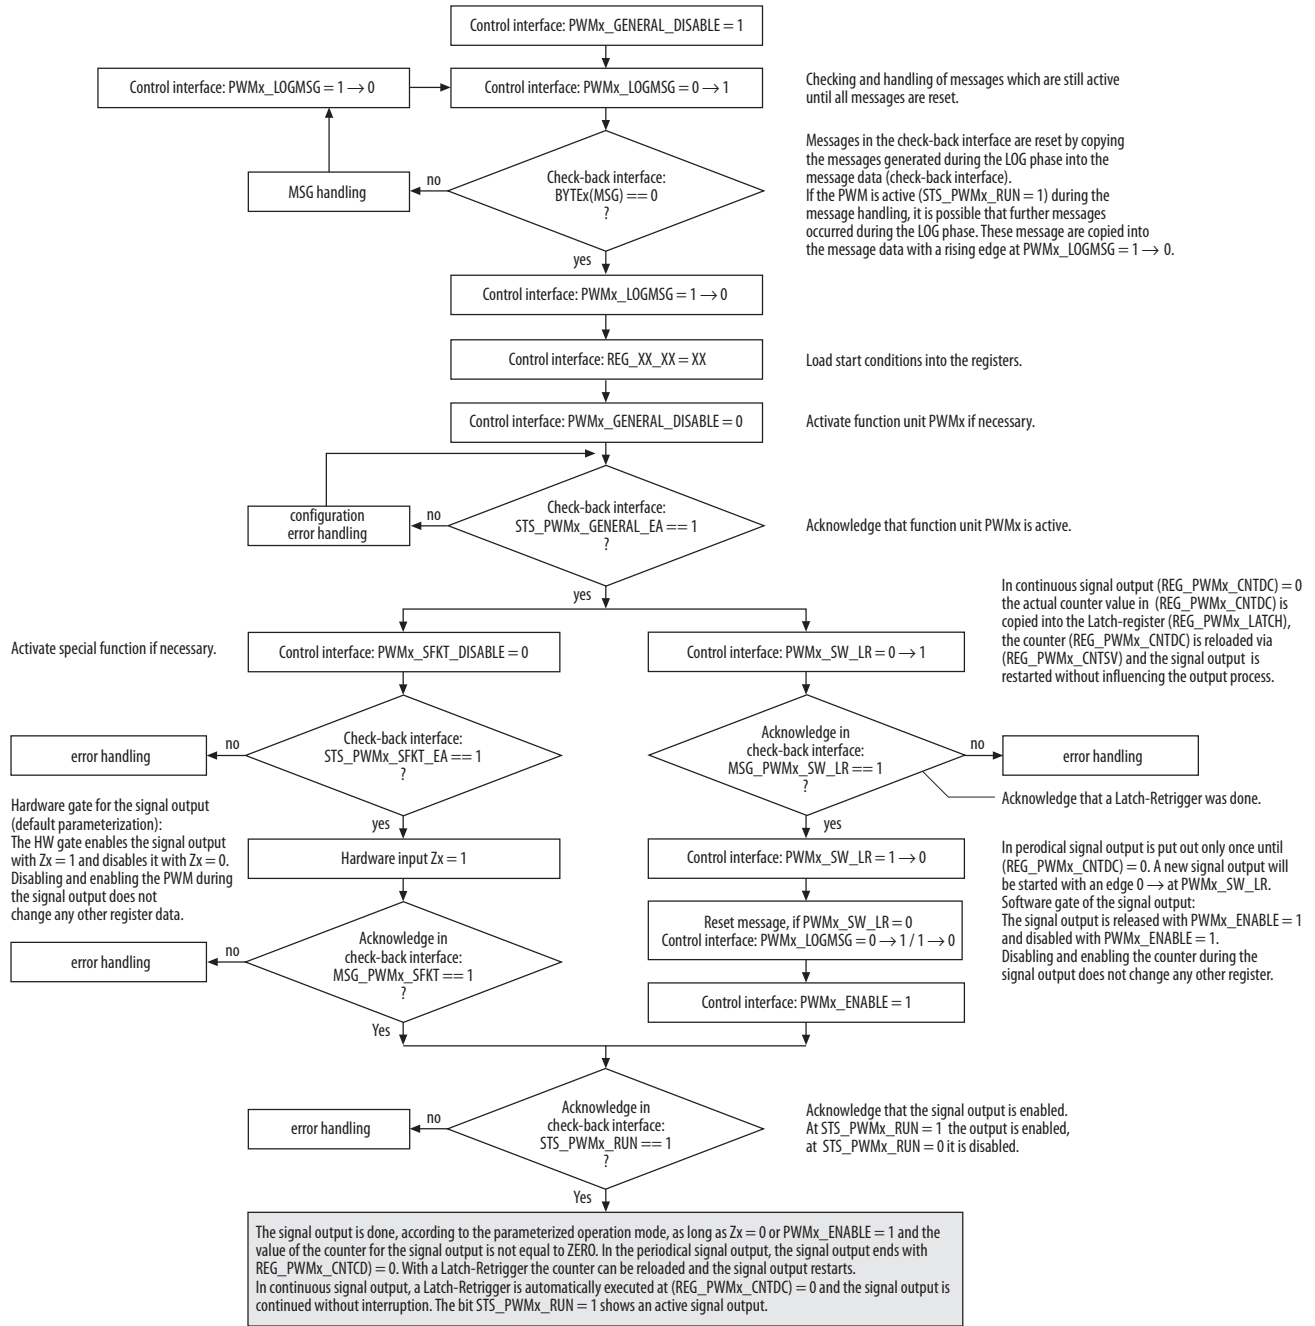 Control interface: PWMx_GENERAL_DISABLE = 1
Control interface: PWMx_LOGMSG = 1 → 0
Control interface: PWMx_LOGMSG = 0 → 1
Checking and handling of messages which are still active
until all messages are reset.
Messages in the check-back interface are reset by copying
the messages generated during the LOG phase into the
message data (check-back interface).
If the PWM is active (STS_PWMx_RUN = 1) during the
message handling, it is possible that further messages
occurred during the LOG phase. These message are copied into
the message data with a rising edge at PWMx_LOGMSG = 1 → 0.
Check-back interface:
BYTEx(MSG) == 0
?
no
MSG handling
yes
Control interface: PWMx_LOGMSG = 1 → 0
Control interface: REG_XX_XX = XX
Load start conditions into the registers.
Control interface: PWMx_GENERAL_DISABLE = 0
Activate function unit PWMx if necessary.
Check-back interface:
STS_PWMx_GENERAL_EA == 1
?
no
configuration
error handling
Acknowledge that function unit PWMx is active.
yes
In continuous signal output (REG_PWMx_CNTDC) = 0
the actual counter value in (REG_PWMx_CNTDC) is
copied into the Latch-register (REG_PWMx_LATCH),
the counter (REG_PWMx_CNTDC) is reloaded via
(REG_PWMx_CNTSV) and the signal output is
restarted without influencing the output process.
Activate special function if necessary.
Control interface: PWMx_SFKT_DISABLE = 0
Control interface: PWMx_SW_LR = 0 → 1
Check-back interface:
STS_PWMx_SFKT_EA == 1
?
no
error handling
Acknowledge in
check-back interface:
MSG_PWMx_SW_LR == 1
?
no
error handling
Acknowledge that a Latch-Retrigger was done.
Hardware gate for the signal output
(default parameterization):
The HW gate enables the signal output
with Zx = 1 and disables it with Zx = 0.
Disabling and enabling the PWM during
the signal output does not
change any other register data.
yes
Hardware input Zx = 1
yes
Control interface: PWMx_SW_LR = 1 → 0
In perodical signal output is put out only once until
(REG_PWMx_CNTDC) = 0. A new signal output will
be started with an edge 0 → at PWMx_SW_LR.
Software gate of the signal output:
The signal output is released with PWMx_ENABLE = 1
and disabled with PWMx_ENABLE = 1.
Disabling and enabling the counter during the
signal output does not change any other register.
Acknowledge in
check-back interface:
MSG_PWMx_SFKT == 1
?
no
error handling
Reset message, if PWMx_SW_LR = 0
Control interface: PWMx_LOGMSG = 0 → 1 / 1 → 0
Control interface: PWMx_ENABLE = 1
Yes
Acknowledge in
check-back interface:
STS_PWMx_RUN == 1
?
no
error handling
Acknowledge that the signal output is enabled.
At STS_PWMx_RUN = 1 the output is enabled,
at STS_PWMx_RUN = 0 it is disabled.
Yes
The signal output is done, according to the parameterized operation mode, as long as Zx = 0 or PWMx_ENABLE = 1 and the
value of the counter for the signal output is not equal to ZERO. In the periodical signal output, the signal output ends with
REG_PWMx_CNTCD) = 0. With a Latch-Retrigger the counter can be reloaded and the signal output restarts.
In continuous signal output, a Latch-Retrigger is automatically executed at (REG_PWMx_CNTDC) = 0 and the signal output is
continued without interruption. The bit STS_PWMx_RUN = 1 shows an active signal output.